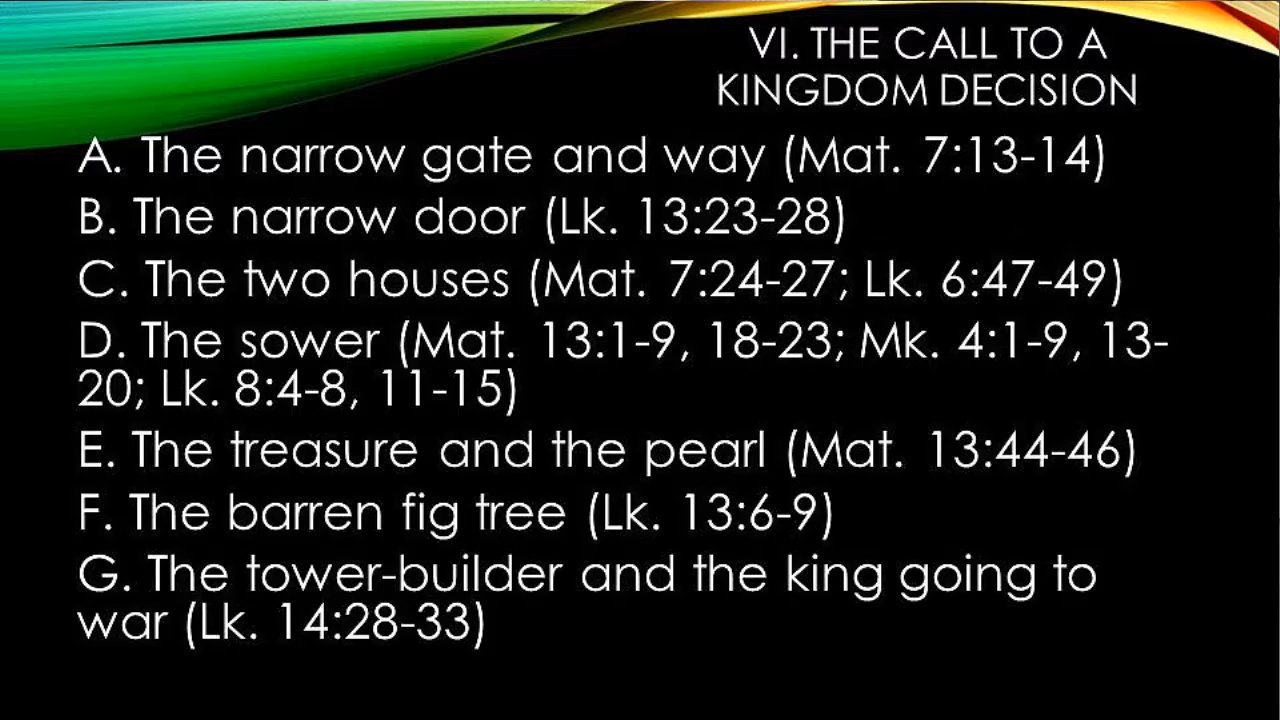 VI. THE CALL TO A
KINGDOM DECISION
A. The narrow gate and way (Mat. 7:13-14)
B. The narrow door (Lk. 13:23-28)
C. The two houses (Mat. 7:24-27; Lk. 6:47-49)
D. The sower (Mat. 13:1-9, 18-23; Mk. 4:1-9, 13-
20; Lk. 8:4-8, 11-15)
E. The treasure and the pearl (Mat. 13:44-46)
F. The barren fig tree (Lk. 13:6-9)
G. The tower-builder and the king going to
war (Lk. 14:28-33)